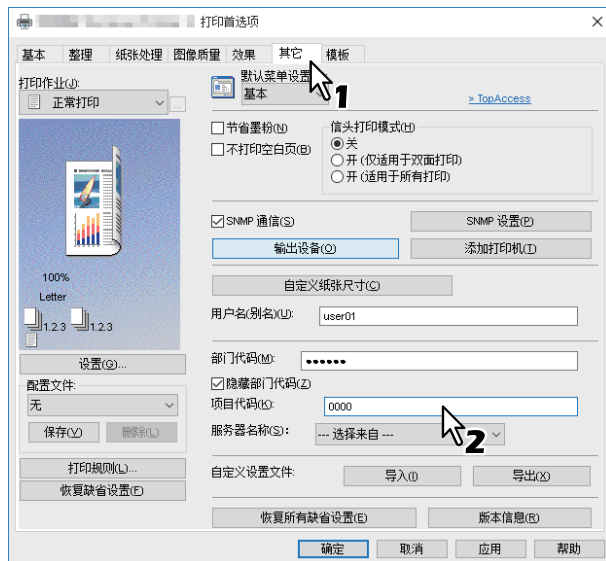 打印首选项
基本 整理 纸张处理 图像质量 效果 其它 模板
打印作业(J):
正常打印
默认菜单设置
基本
1
> TopAccess
节省墨粉(N)
不打印空白页(B)
信头打印模式(H)
关
开 (仅适用于双面打印)
开 (适用于所有打印)
SNMP 通信(S)
SNMP 设置(P)
输出设备(O)
添加打印机(T)
100%
Letter
1.2.3 1.2.3
自定义纸张尺寸(C)
用户名(别名)(U):
user01
设置(G)...
部门代码(M):
●●●●●●
隐藏部门代码(Z)
配置文件:
无
项目代码(K):
0000
2
保存(V) 删除(L)
服务器名称(S):
--- 选择来自 ---
打印规则(L)...
自定义设置文件:
导入(I)
导出(X)
恢复缺省设置(F)
恢复所有缺省设置(E)
版本信息(R)
确定 取消 应用 帮助